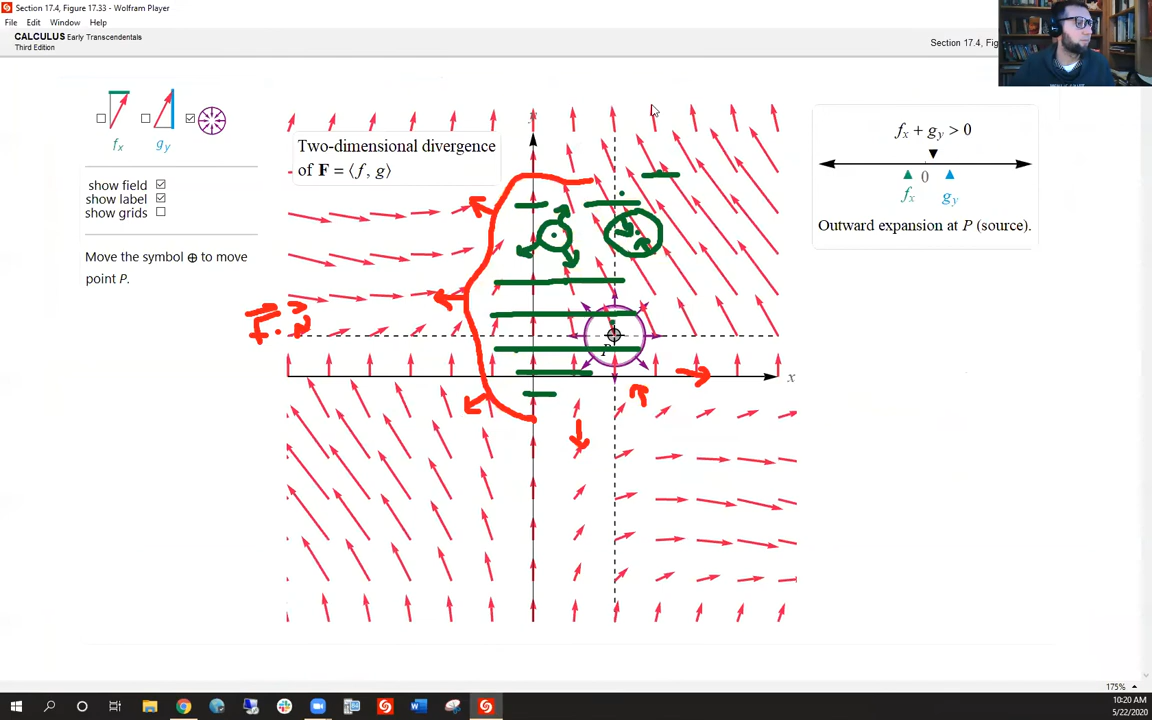 Section 17.4, Figure 17.33 - Wolfram Player
File Edit Window Help
CALCULUS Early Transcendentals
Third Edition
Section 17.4, Fig
fx
gy
show field
show label
show grids
Move the symbol ⊕ to move
point P.
Two-dimensional divergence
of F = ⟨f, g⟩
y
x
P
F · N
fx + gy > 0
fx 0 gy
Outward expansion at P (source).
175%
10:20 AM
5/22/2020